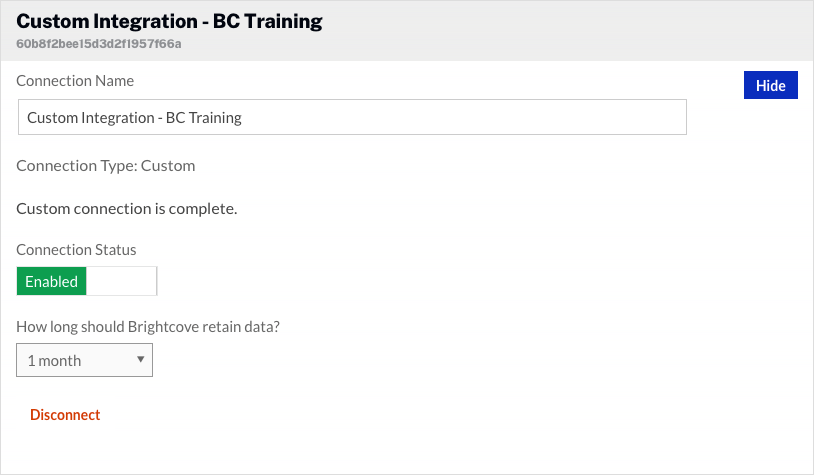 Custom Integration - BC Training
60b8f2bee15d3d2f1957f66a
Connection Name
Hide
Custom Integration - BC Training
Connection Type: Custom
Custom connection is complete.
Connection Status
Enabled
How long should Brightcove retain data?
1 month
Disconnect